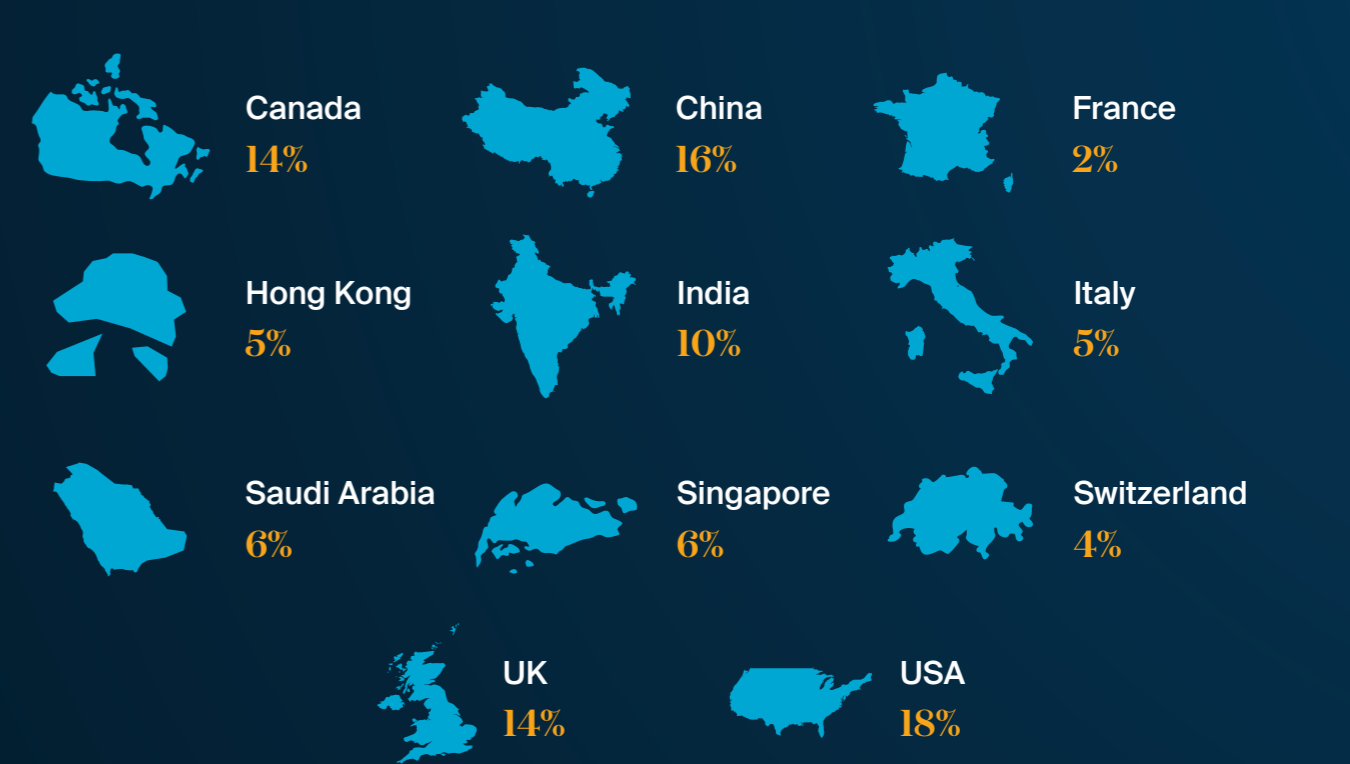 Canada
14%
China
16%
France
2%
Hong Kong
5%
India
10%
Italy
5%
Saudi Arabia
6%
Singapore
6%
Switzerland
4%
UK
14%
USA
18%